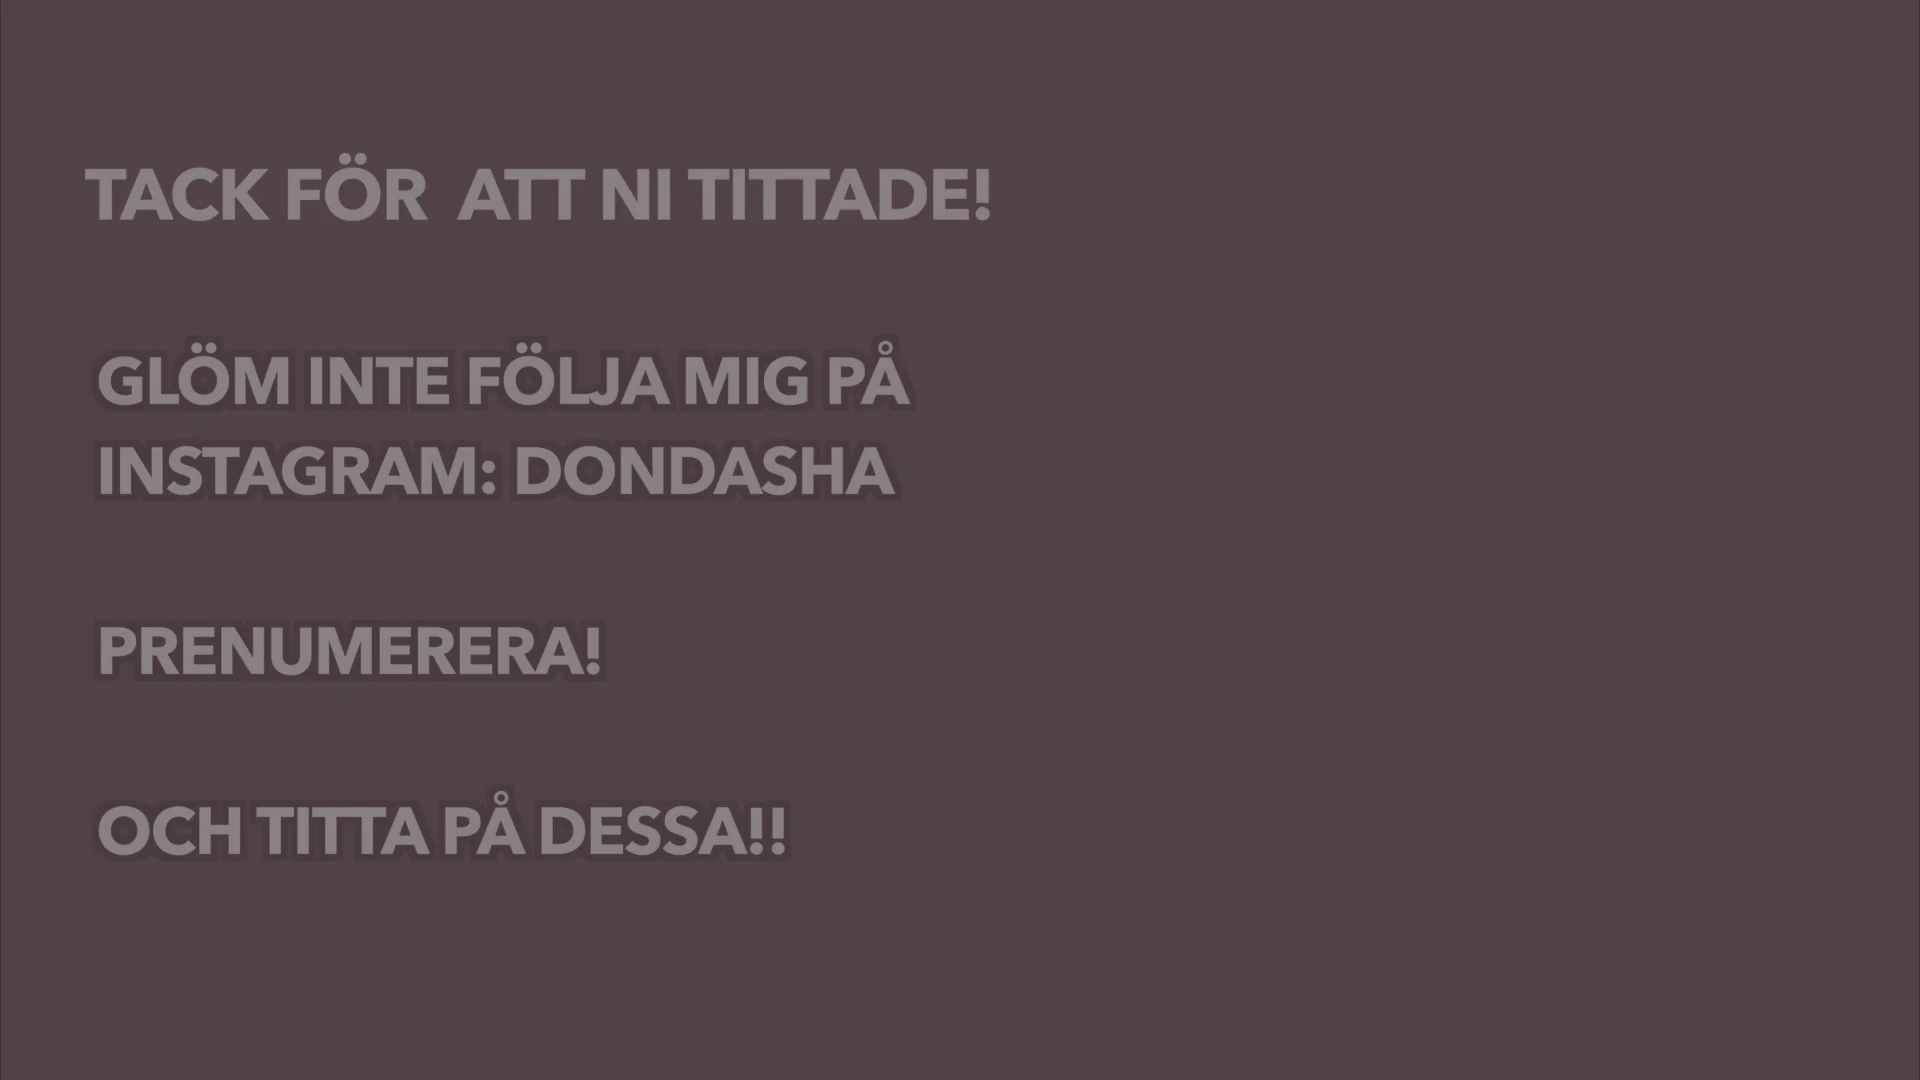 TACK FÖR ATT NI TITTADE!
GLÖM INTE FÖLJA MIG PÅ
INSTAGRAM: DONDASHA
PRENUMERERA!
OCH TITTA PÅ DESSA!!